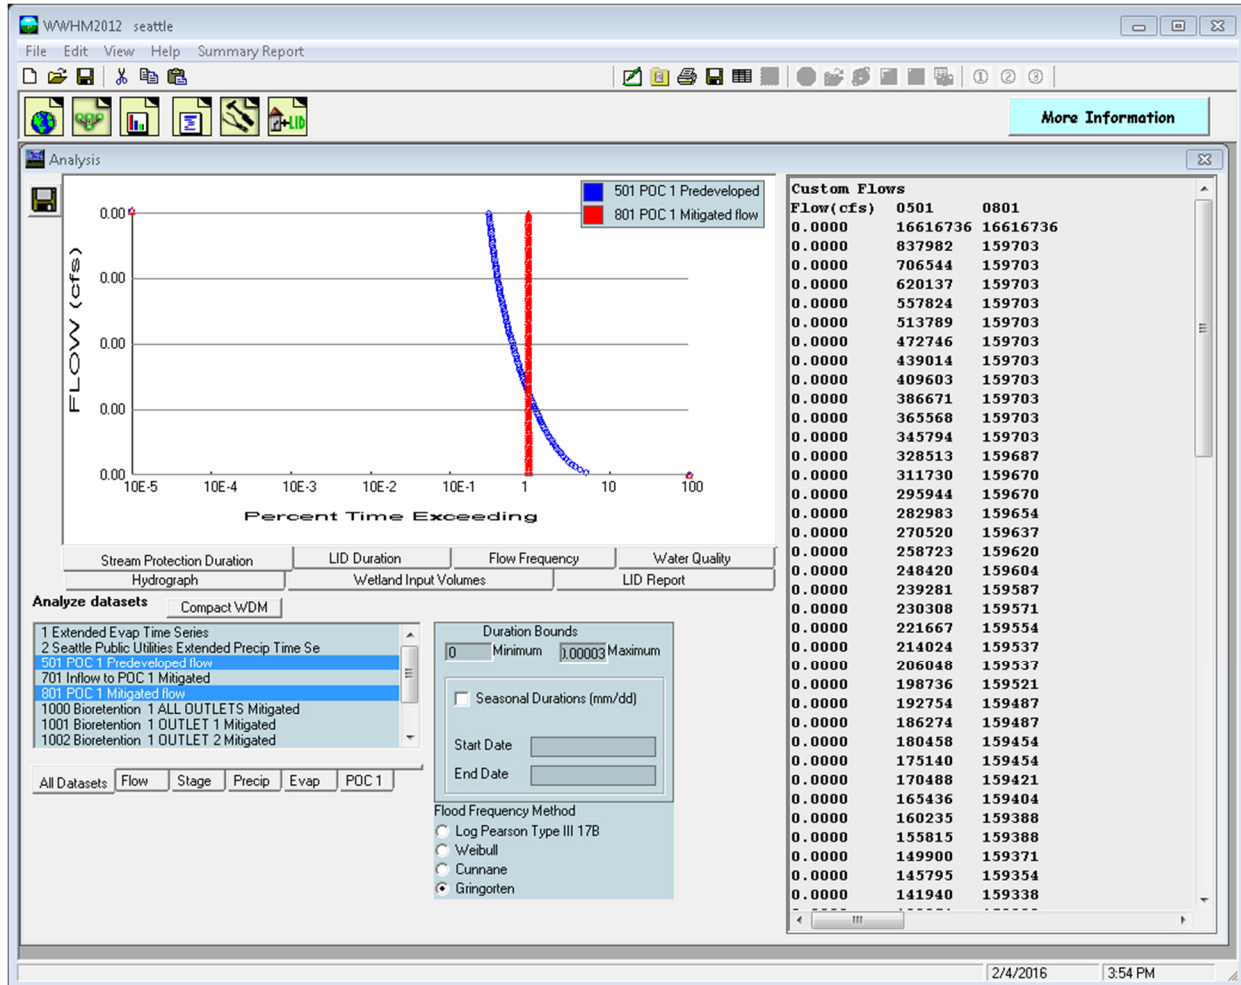 WWHM2012 seattle
File Edit View Help Summary Report
① ② ③
+LID
More Information
Analysis
501 POC 1 Predeveloped
801 POC 1 Mitigated flow
FLOW (cfs)
0.00
0.00
0.00
0.00
0.00
10E-5 10E-4 10E-3 10E-2 10E-1 1 10 100
Percent Time Exceeding
Stream Protection Duration LID Duration Flow Frequency Water Quality
Hydrograph Wetland Input Volumes LID Report
Analyze datasets Compact WDM
1 Extended Evap Time Series
2 Seattle Public Utilities Extended Precip Time Se
501 POC 1 Predeveloped flow
701 Inflow to POC 1 Mitigated
801 POC 1 Mitigated flow
1000 Bioretention 1 ALL OUTLETS Mitigated
1001 Bioretention 1 OUTLET 1 Mitigated
1002 Bioretention 1 OUTLET 2 Mitigated
All Datasets Flow Stage Precip Evap POC 1
Duration Bounds
0 Minimum 0.00003 Maximum
Seasonal Durations (mm/dd)
Start Date
End Date
Flood Frequency Method
Log Pearson Type III 17B
Weibull
Cunnane
Gringorten
Custom Flows
Flow(cfs) 0501 0801
0.0000 16616736 16616736
0.0000 837982 159703
0.0000 706544 159703
0.0000 620137 159703
0.0000 557824 159703
0.0000 513789 159703
0.0000 472746 159703
0.0000 439014 159703
0.0000 409603 159703
0.0000 386671 159703
0.0000 365568 159703
0.0000 345794 159703
0.0000 328513 159687
0.0000 311730 159670
0.0000 295944 159670
0.0000 282983 159654
0.0000 270520 159637
0.0000 258723 159620
0.0000 248420 159604
0.0000 239281 159587
0.0000 230308 159571
0.0000 221667 159554
0.0000 214024 159537
0.0000 206048 159537
0.0000 198736 159521
0.0000 192754 159487
0.0000 186274 159487
0.0000 180458 159454
0.0000 175140 159454
0.0000 170488 159421
0.0000 165436 159404
0.0000 160235 159388
0.0000 155815 159388
0.0000 149900 159371
0.0000 145795 159354
0.0000 141940 159338
2/4/2016 3:54 PM